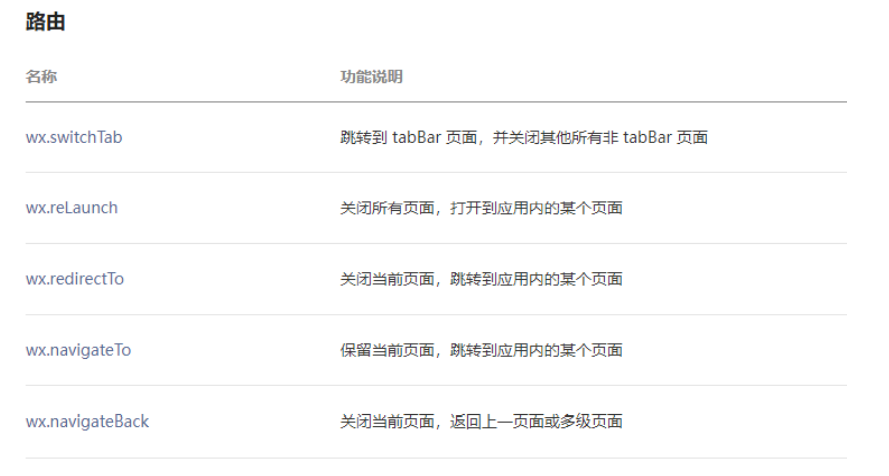 路由
名称 功能说明
wx.switchTab 跳转到 tabBar 页面，并关闭其他所有非 tabBar 页面
wx.reLaunch 关闭所有页面，打开到应用内的某个页面
wx.redirectTo 关闭当前页面，跳转到应用内的某个页面
wx.navigateTo 保留当前页面，跳转到应用内的某个页面
wx.navigateBack 关闭当前页面，返回上一页面或多级页面